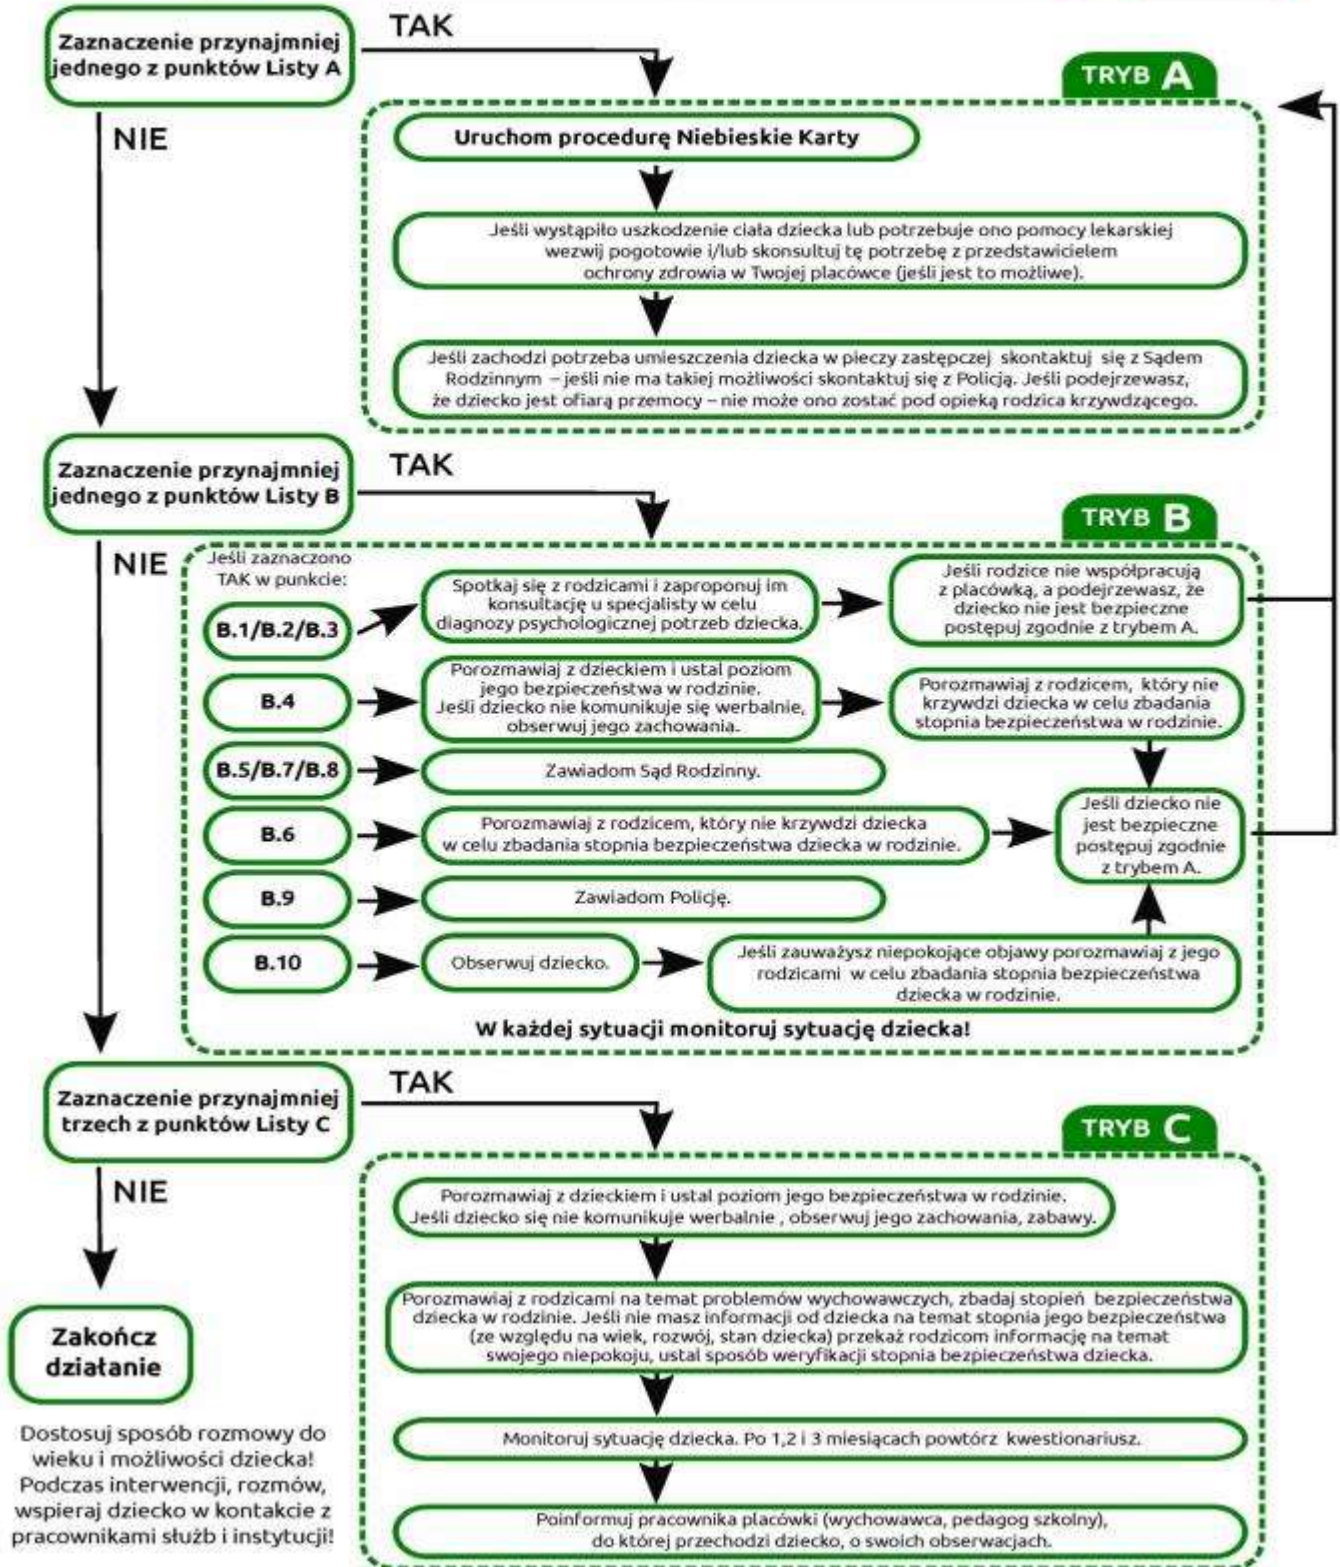 Zaznaczenie przynajmniej
jednego z punktów Listy A
TAK
NIE
TRYB A
Uruchom procedurę Niebieskie Karty
Jeśli wystąpiło uszkodzenie ciała dziecka lub potrzebuje ono pomocy lekarskiej
wezwij pogotowie i/lub skonsultuj tę potrzebę z przedstawicielem
ochrony zdrowia w Twojej placówce (jeśli jest to możliwe).
Jeśli zachodzi potrzeba umieszczenia dziecka w pieczy zastępczej skontaktuj się z Sądem
Rodzinnym – jeśli nie ma takiej możliwości skontaktuj się z Policją. Jeśli podejrzewasz,
że dziecko jest ofiarą przemocy – nie może ono zostać pod opieką rodzica krzywdzącego.
Zaznaczenie przynajmniej
jednego z punktów Listy B
TAK
NIE
TRYB B
Jeśli zaznaczono
TAK w punkcie:
B.1/B.2/B.3
Spotkaj się z rodzicami i zaproponuj im
konsultację u specjalisty w celu
diagnozy psychologicznej potrzeb dziecka.
Jeśli rodzice nie współpracują
z placówką, a podejrzewasz, że
dziecko nie jest bezpieczne
postępuj zgodnie z trybem A.
B.4
Porozmawiaj z dzieckiem i ustal poziom
jego bezpieczeństwa w rodzinie.
Jeśli dziecko nie komunikuje się werbalnie,
obserwuj jego zachowania.
Porozmawiaj z rodzicem, który nie
krzywdzi dziecka w celu zbadania
stopnia bezpieczeństwa w rodzinie.
B.5/B.7/B.8
Zawiadom Sąd Rodzinny.
B.6
Porozmawiaj z rodzicem, który nie krzywdzi dziecka
w celu zbadania stopnia bezpieczeństwa dziecka w rodzinie.
Jeśli dziecko nie
jest bezpieczne
postępuj zgodnie
z trybem A.
B.9
Zawiadom Policję.
B.10
Obserwuj dziecko.
Jeśli zauważysz niepokojące objawy porozmawiaj z jego
rodzicami w celu zbadania stopnia bezpieczeństwa
dziecka w rodzinie.
W każdej sytuacji monitoruj sytuację dziecka!
Zaznaczenie przynajmniej
trzech z punktów Listy C
TAK
NIE
TRYB C
Porozmawiaj z dzieckiem i ustal poziom jego bezpieczeństwa w rodzinie.
Jeśli dziecko się nie komunikuje werbalnie , obserwuj jego zachowania, zabawy.
Porozmawiaj z rodzicami na temat problemów wychowawczych, zbadaj stopień bezpieczeństwa
dziecka w rodzinie. Jeśli nie masz informacji od dziecka na temat stopnia jego bezpieczeństwa
(ze względu na wiek, rozwój, stan dziecka) przekaż rodzicom informację na temat
swojego niepokoju, ustal sposób weryfikacji stopnia bezpieczeństwa dziecka.
Monitoruj sytuację dziecka. Po 1,2 i 3 miesiącach powtórz kwestionariusz.
Poinformuj pracownika placówki (wychowawca, pedagog szkolny),
do której przechodzi dziecko, o swoich obserwacjach.
Zakończ
działanie
Dostosuj sposób rozmowy do
wieku i możliwości dziecka!
Podczas interwencji, rozmów,
wspieraj dziecko w kontakcie z
pracownikami służb i instytucji!